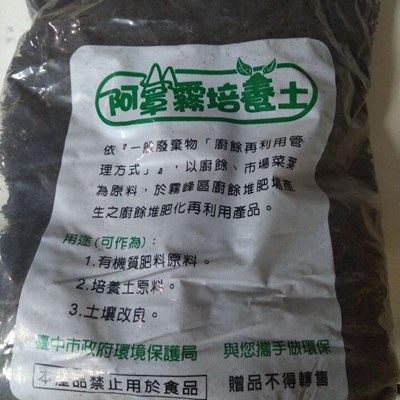 阿罩霧培養土
依『一般廢棄物「廚餘再利用管
理方式」』，以廚餘、市場菜葉
為原料，於霧峰區廚餘堆肥場產
生之廚餘堆肥化再利用產品。
用途(可作為)：
1.有機質肥料原料。
2.培養土原料。
3.土壤改良。
臺中市政府環境保護局 與您攜手做環保
本產品禁止用於食品 贈品不得轉售